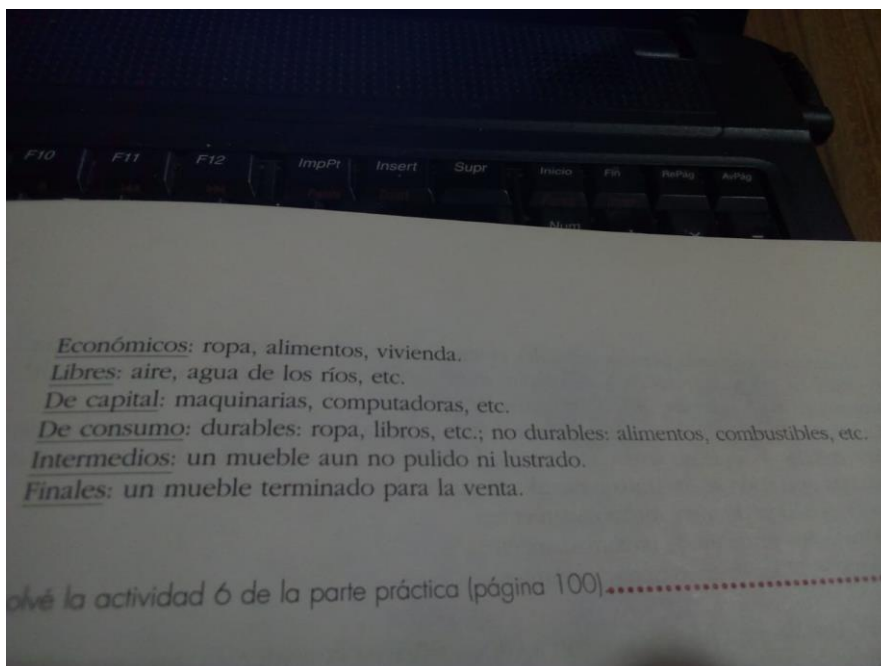 F10 F11 F12 ImpPt Insert Supr Inicio Fin RePág AvPág
Num
Económicos: ropa, alimentos, vivienda.
Libres: aire, agua de los ríos, etc.
De capital: maquinarias, computadoras, etc.
De consumo: durables: ropa, libros, etc.; no durables: alimentos, combustibles, etc.
Intermedios: un mueble aun no pulido ni lustrado.
Finales: un mueble terminado para la venta.
olvé la actividad 6 de la parte práctica (página 100)